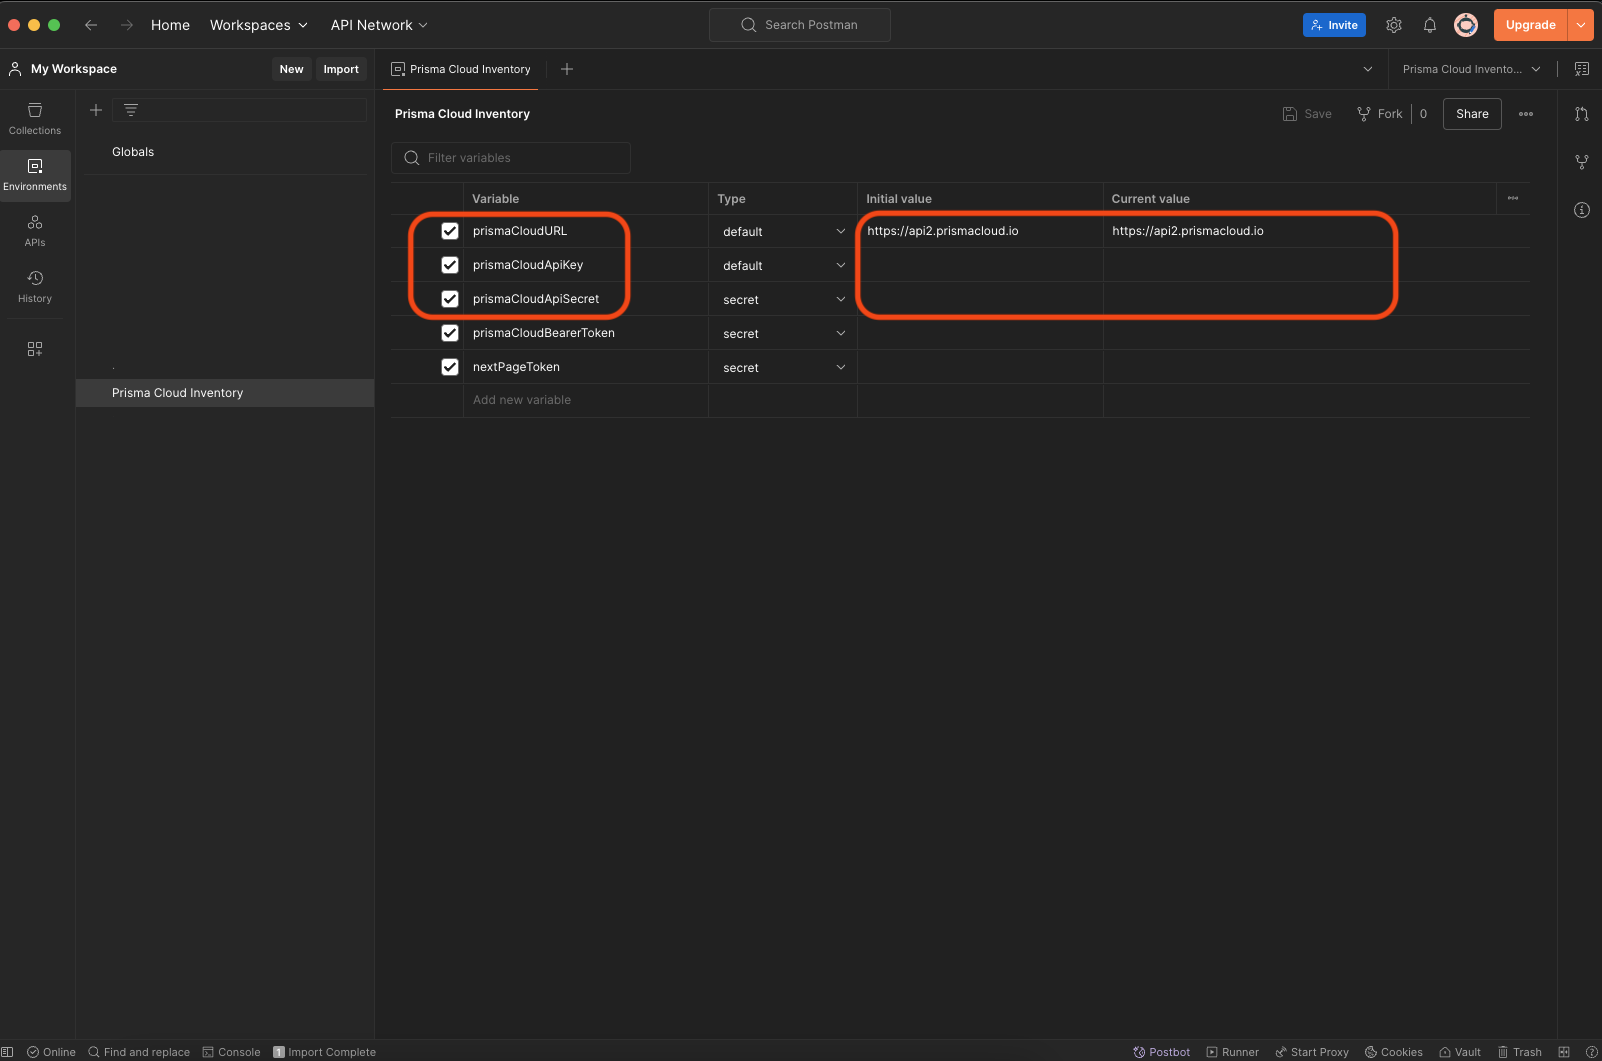 Home Workspaces API Network Search Postman Invite Upgrade
My Workspace New Import Prisma Cloud Inventory Prisma Cloud Invento...
Collections
Environments
APIs
History
Globals
.
Prisma Cloud Inventory
Prisma Cloud Inventory Save Fork 0 Share
Filter variables
Variable Type Initial value Current value
prismaCloudURL default https://api2.prismacloud.io https://api2.prismacloud.io
prismaCloudApiKey default
prismaCloudApiSecret secret
prismaCloudBearerToken secret
nextPageToken secret
Add new variable
Online Find and replace Console 1 Import Complete Postbot Runner Start Proxy Cookies Vault Trash